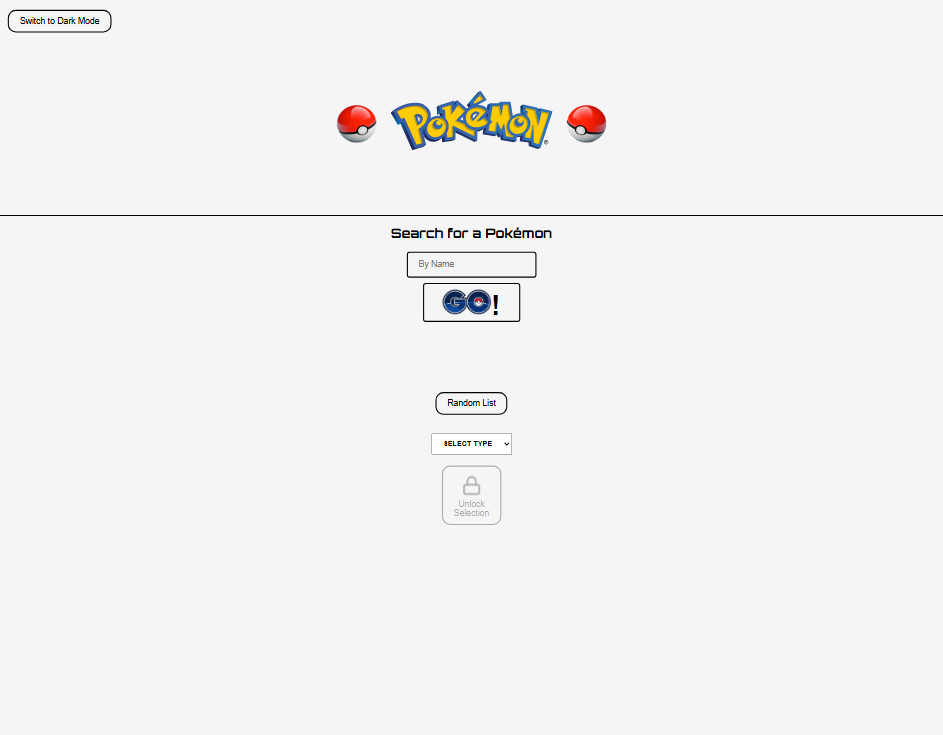 Switch to Dark Mode
POKéMON®
Search for a Pokémon
By Name
GO!
Random List
SELECT TYPE
Unlock
Selection